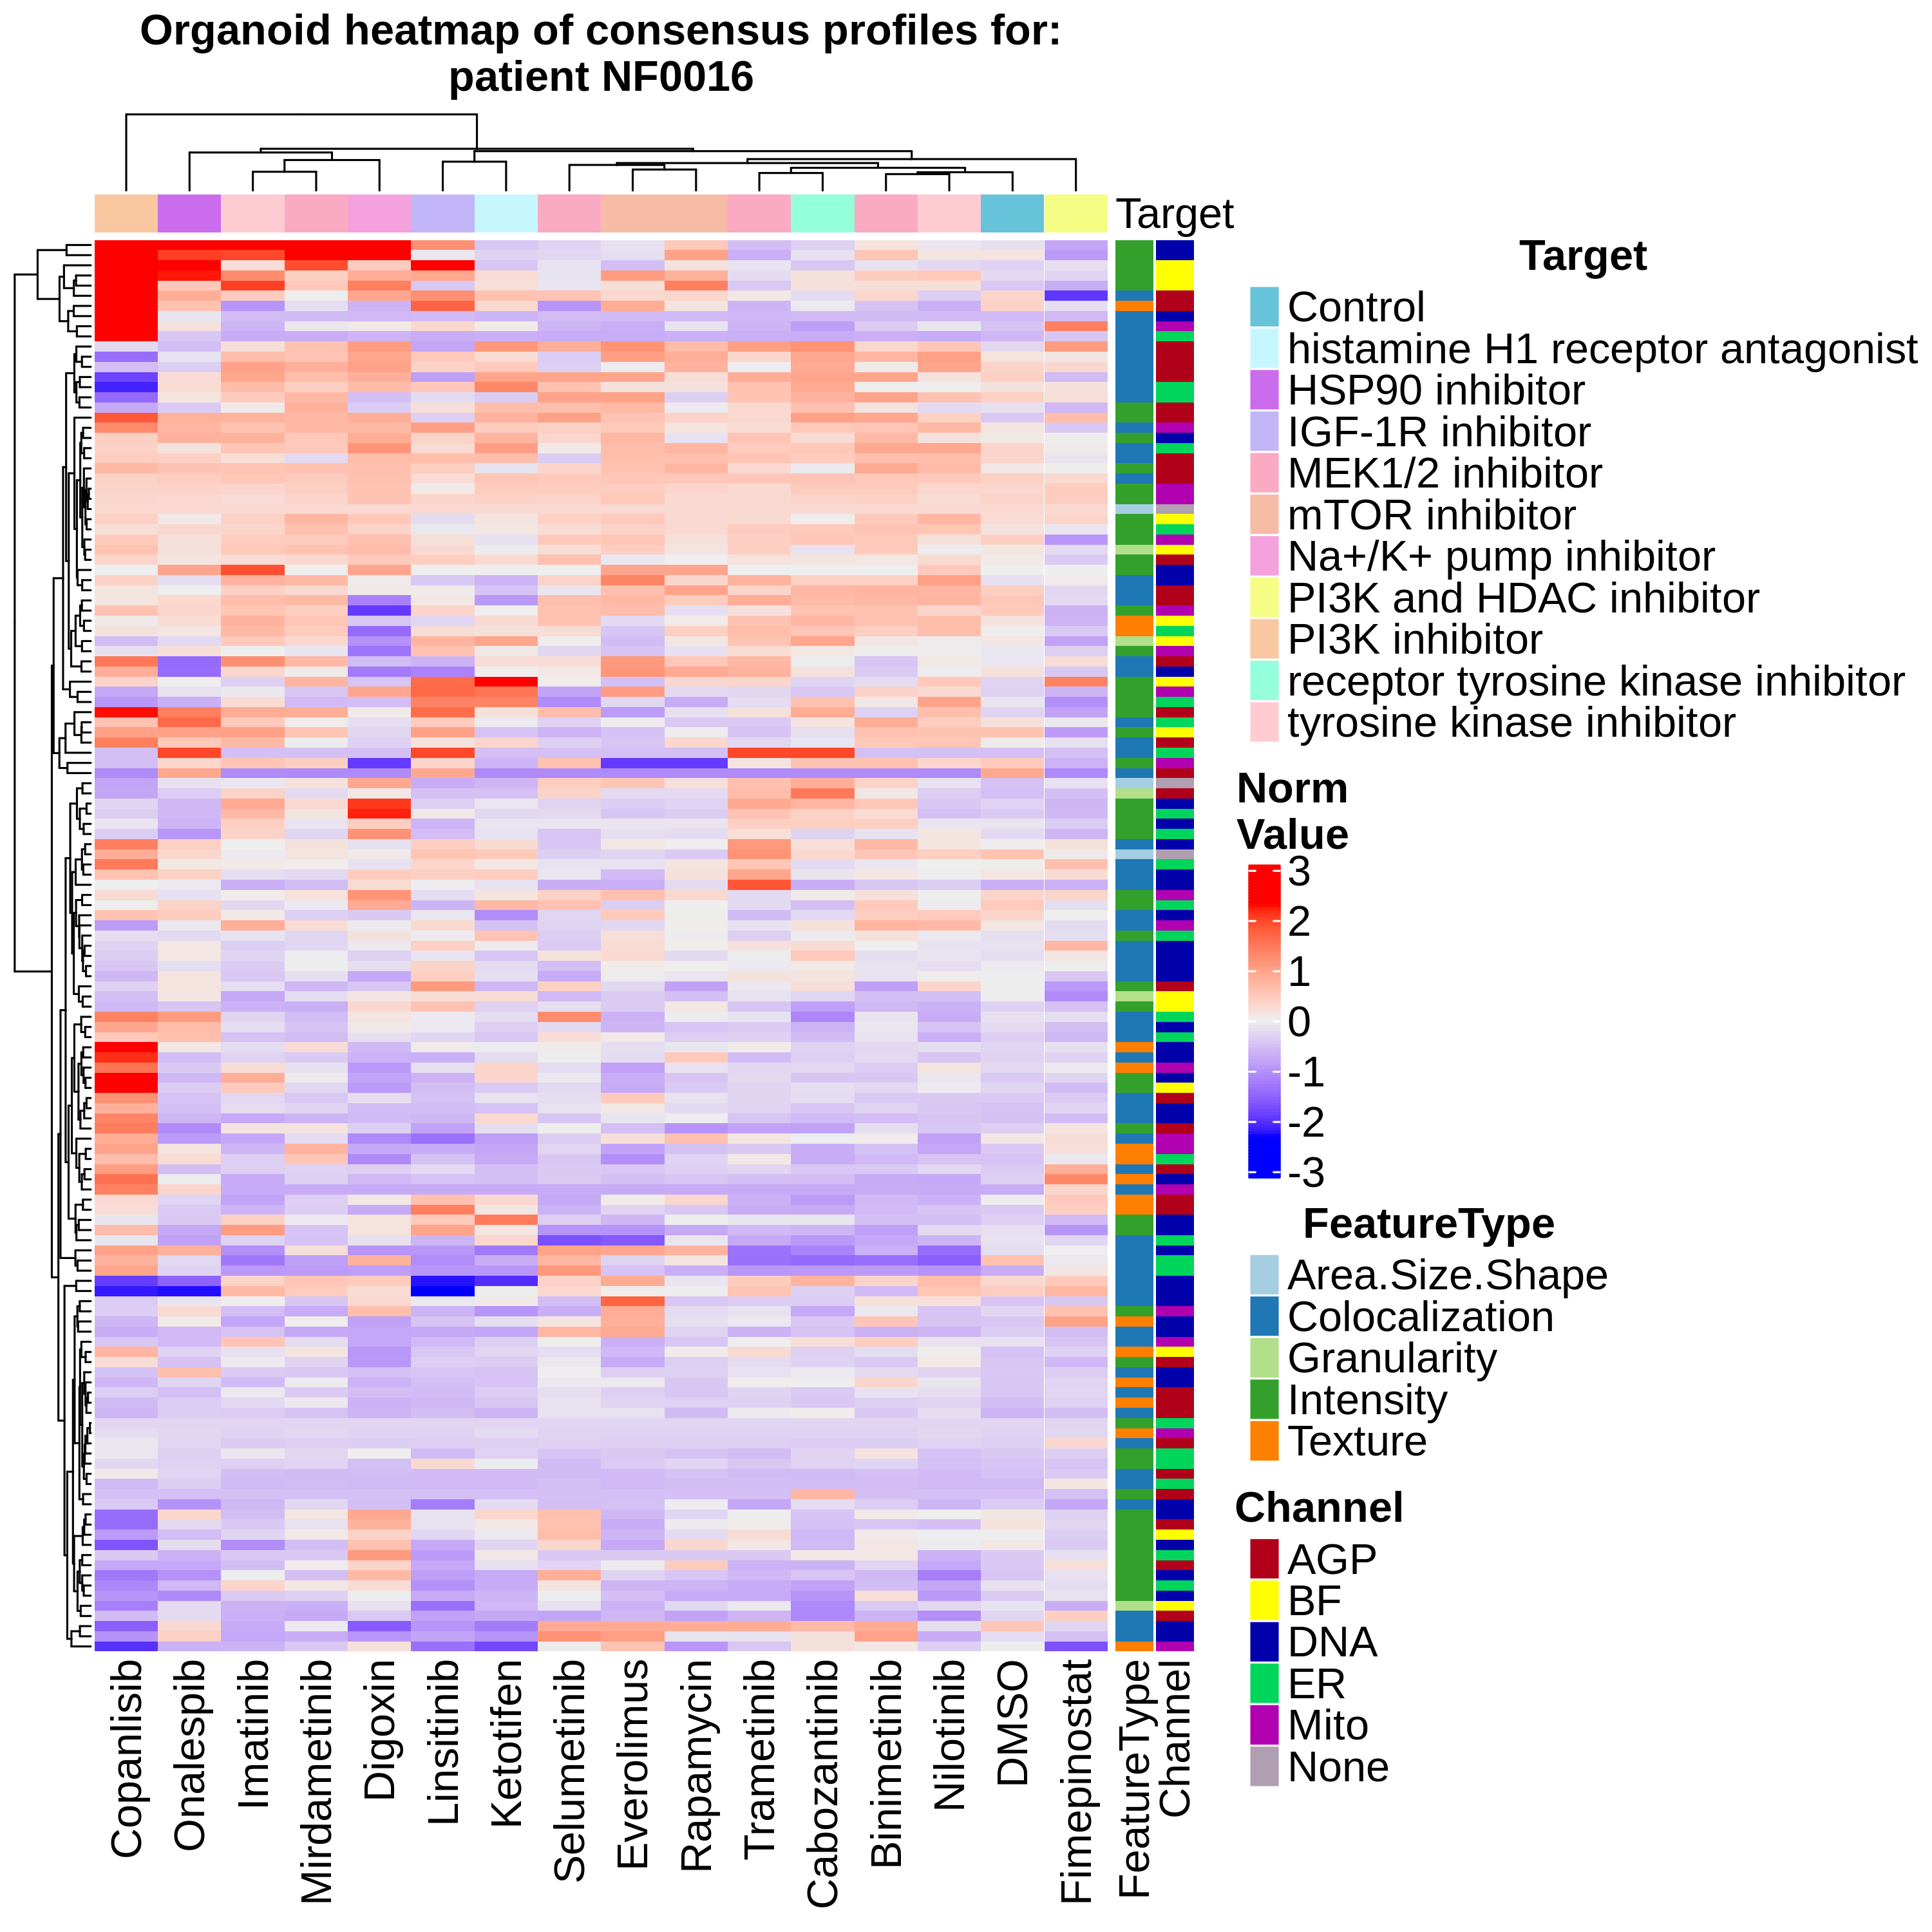 Organoid heatmap of consensus profiles for:
patient NF0016
Target
Target
Control
histamine H1 receptor antagonist
HSP90 inhibitor
IGF-1R inhibitor
MEK1/2 inhibitor
mTOR inhibitor
Na+/K+ pump inhibitor
PI3K and HDAC inhibitor
PI3K inhibitor
receptor tyrosine kinase inhibitor
tyrosine kinase inhibitor
Norm
Value
3
2
1
0
-1
-2
-3
FeatureType
Area.Size.Shape
Colocalization
Granularity
Intensity
Texture
Channel
AGP
BF
DNA
ER
Mito
None
Copanlisib
Onalespib
Imatinib
Mirdametinib
Digoxin
Linsitinib
Ketotifen
Selumetinib
Everolimus
Rapamycin
Trametinib
Cabozantinib
Binimetinib
Nilotinib
DMSO
Fimepinostat
FeatureType
Channel